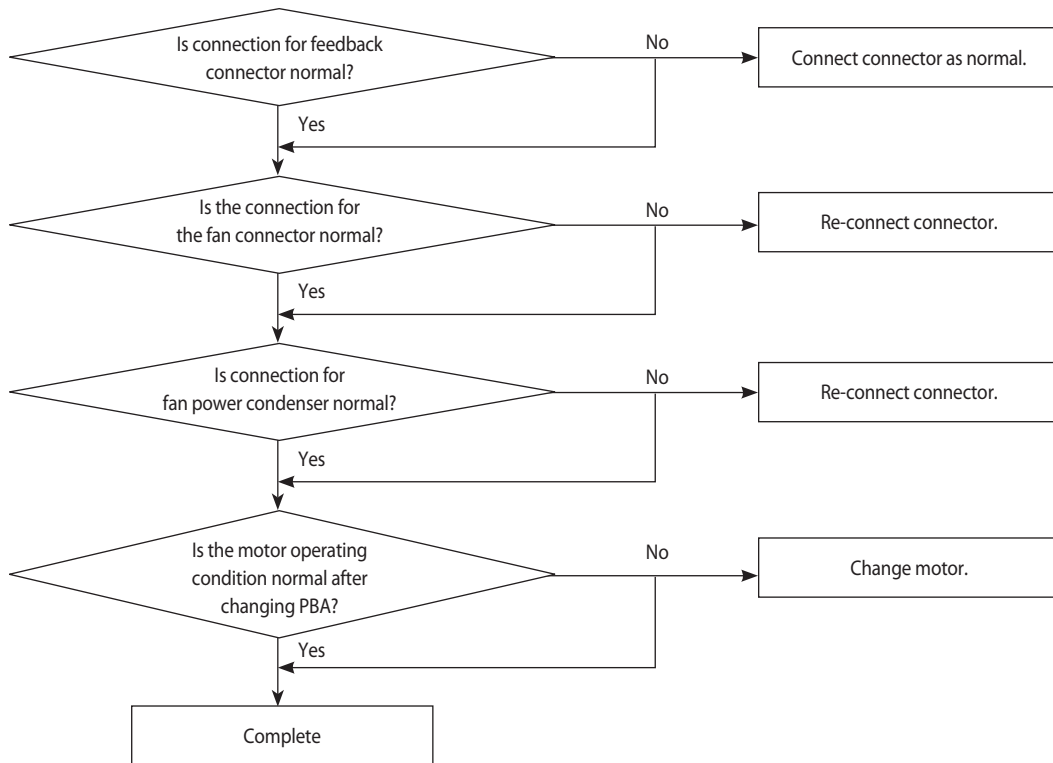 Is connection for feedback
connector normal?
No
Connect connector as normal.
Yes
Is the connection for
the fan connector normal?
No
Re-connect connector.
Yes
Is connection for
fan power condenser normal?
No
Re-connect connector.
Yes
Is the motor operating
condition normal after
changing PBA?
No
Change motor.
Yes
Complete